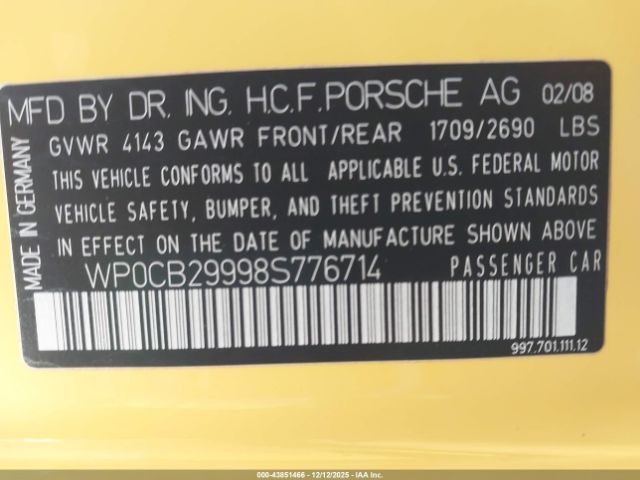 MFD BY DR. ING. H.C.F. PORSCHE AG 02/08
GVWR 4143 GAWR FRONT/REAR 1709/2690 LBS
THIS VEHICLE CONFORMS TO ALL APPLICABLE U.S. FEDERAL MOTOR
VEHICLE SAFETY, BUMPER, AND THEFT PREVENTION STANDARDS
IN EFFECT ON THE DATE OF MANUFACTURE SHOWN ABOVE
WP0CB29998S776714 PASSENGER CAR
997.701.111.12
MADE IN GERMANY
000-43851466 - 12/12/2025 - IAA Inc.